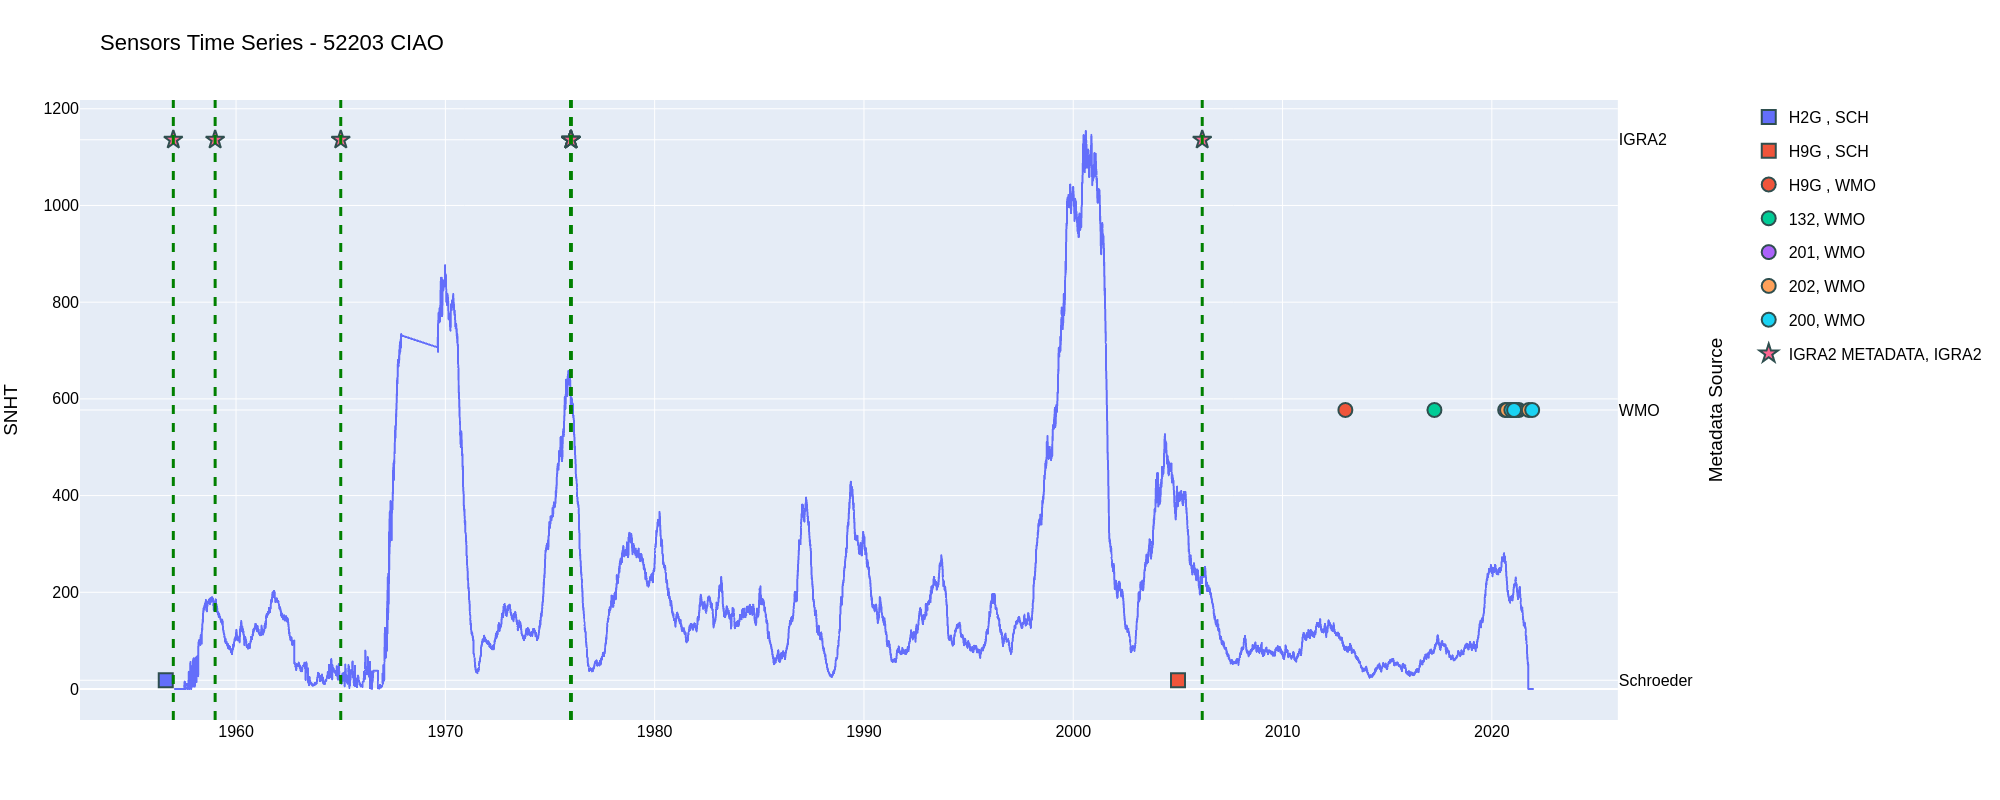 Sensors Time Series - 52203 CIAO
1200
1000
800
600
400
200
0
SNHT
1960
1970
1980
1990
2000
2010
2020
IGRA2
WMO
Schroeder
Metadata Source
H2G , SCH
H9G , SCH
H9G , WMO
132, WMO
201, WMO
202, WMO
200, WMO
IGRA2 METADATA, IGRA2